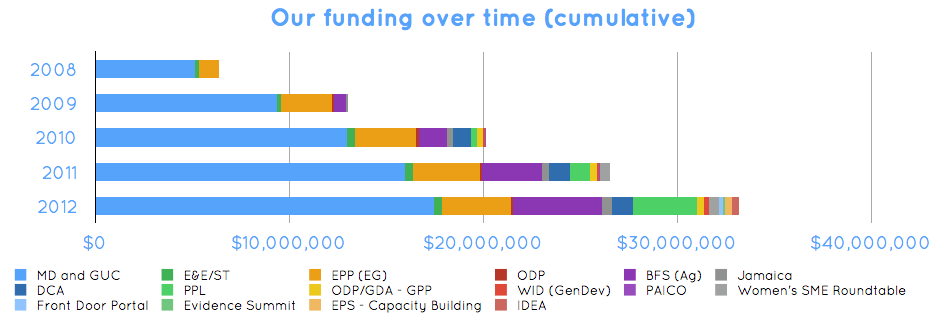 Our funding over time (cumulative)
2008
2009
2010
2011
2012
$0 $10,000,000 $20,000,000 $30,000,000 $40,000,000
MD and GUC E&E/ST EPP (EG) ODP BFS (Ag) Jamaica
DCA PPL ODP/GDA - GPP WID (GenDev) PAICO Women's SME Roundtable
Front Door Portal Evidence Summit EPS - Capacity Building IDEA